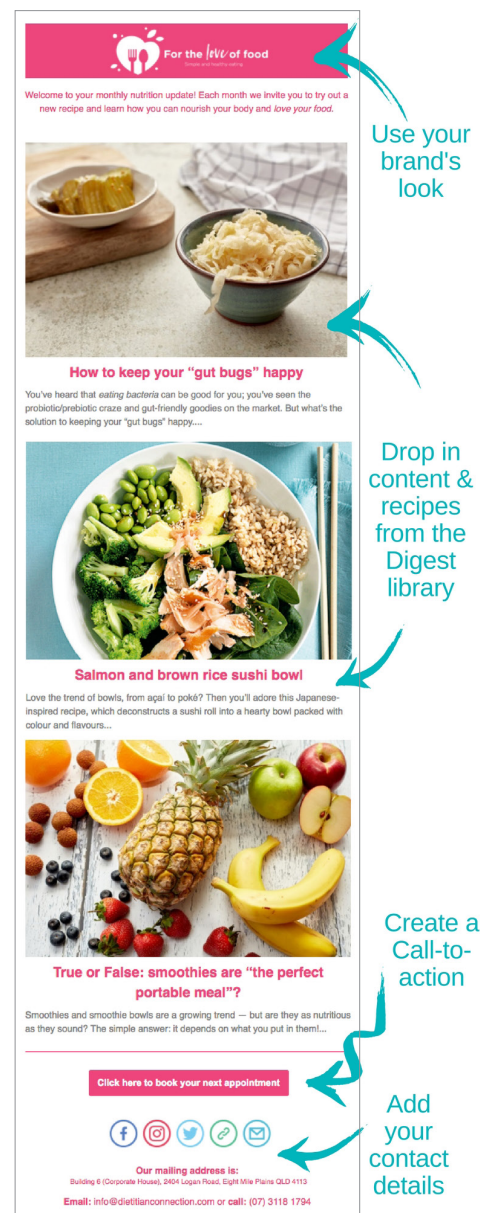 For the love of food
Simple and healthy eating
Welcome to your monthly nutrition update! Each month we invite you to try out a
new recipe and learn how you can nourish your body and love your food.
Use your
brand's
look
How to keep your “gut bugs” happy
You’ve heard that eating bacteria can be good for you; you’ve seen the
probiotic/prebiotic craze and gut-friendly goodies on the market. But what’s the
solution to keeping your “gut bugs” happy....
Drop in
content &
recipes
from the
Digest
library
Salmon and brown rice sushi bowl
Love the trend of bowls, from açaí to poké? Then you’ll adore this Japanese-
inspired recipe, which deconstructs a sushi roll into a hearty bowl packed with
colour and flavours...
True or False: smoothies are “the perfect
portable meal”?
Smoothies and smoothie bowls are a growing trend — but are they as nutritious
as they sound? The simple answer: it depends on what you put in them!...
Create a
Call-to-
action
Click here to book your next appointment
Add
your
contact
details
Our mailing address is:
Building 6 (Corporate House), 2404 Logan Road, Eight Mile Plains QLD 4113
Email: info@dietitianconnection.com or call: (07) 3118 1794